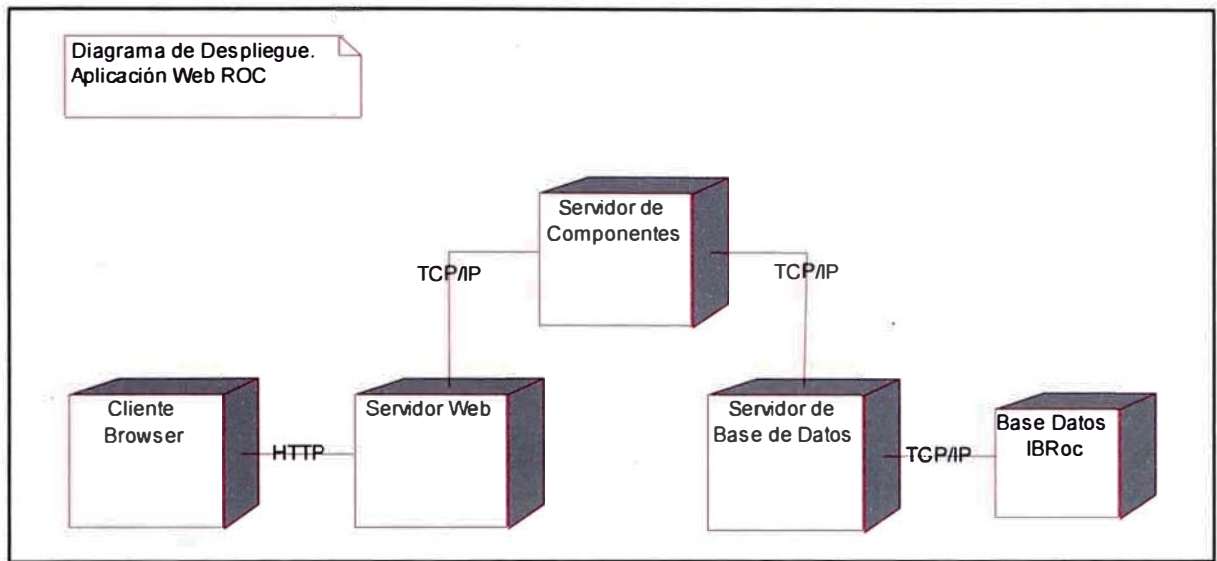 Diagrama de Despliegue.
Aplicación Web ROC
Servidor de
Componentes
TCP/IP
TCP/IP
Cliente
Browser
HTTP
Servidor Web
Servidor de
Base de Datos
TCP/IP
Base Datos
IBRoc